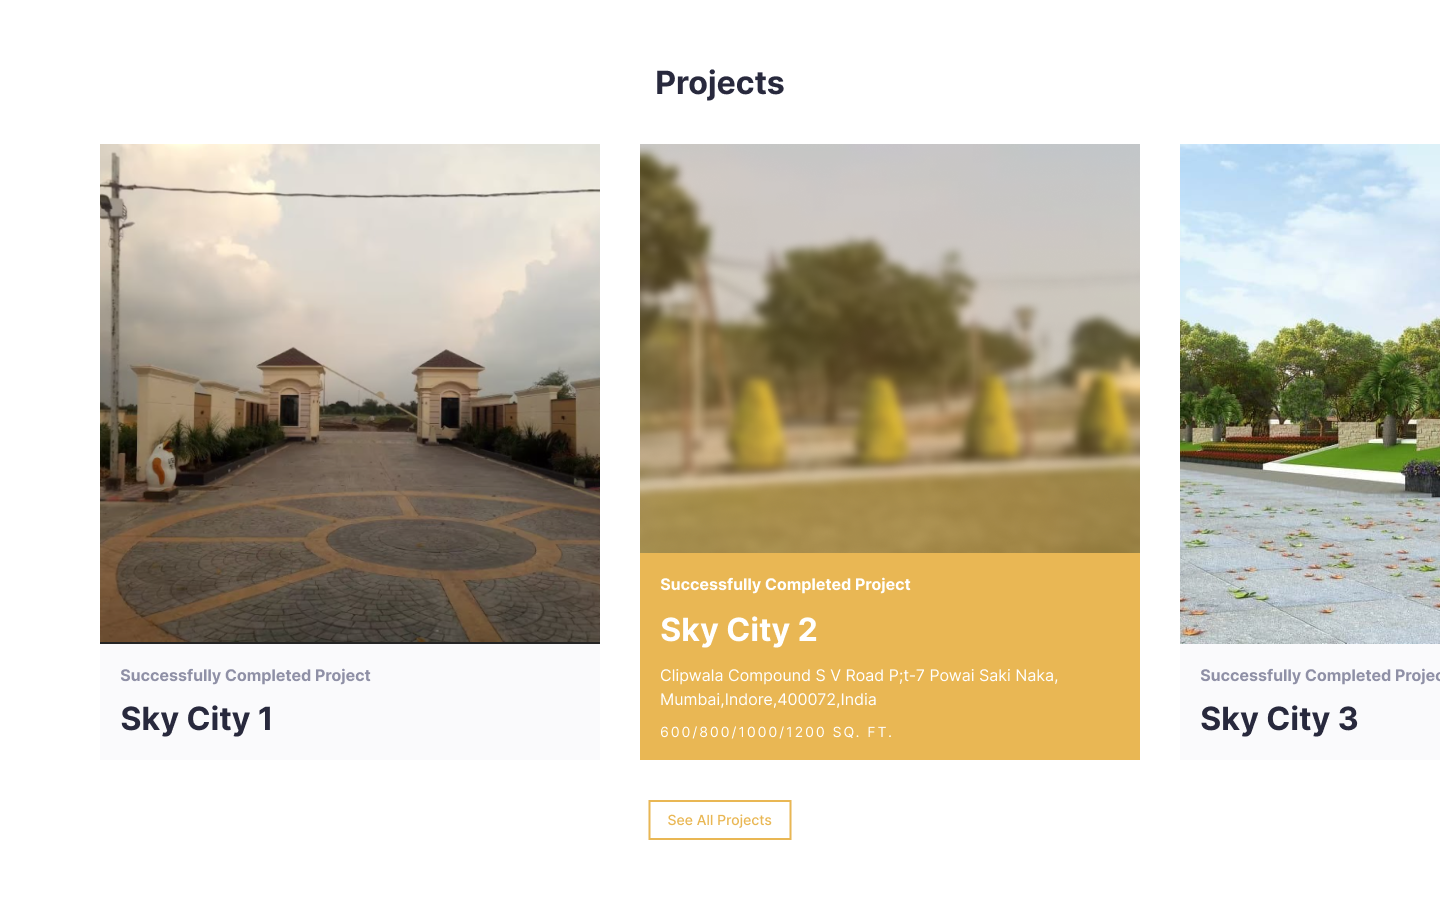 Projects
Successfully Completed Project
Sky City 1
Successfully Completed Project
Sky City 2
Clipwala Compound S V Road P;t-7 Powai Saki Naka,
Mumbai,Indore,400072,India
600/800/1000/1200 SQ. FT.
Successfully Completed
Sky City 3
See All Projects